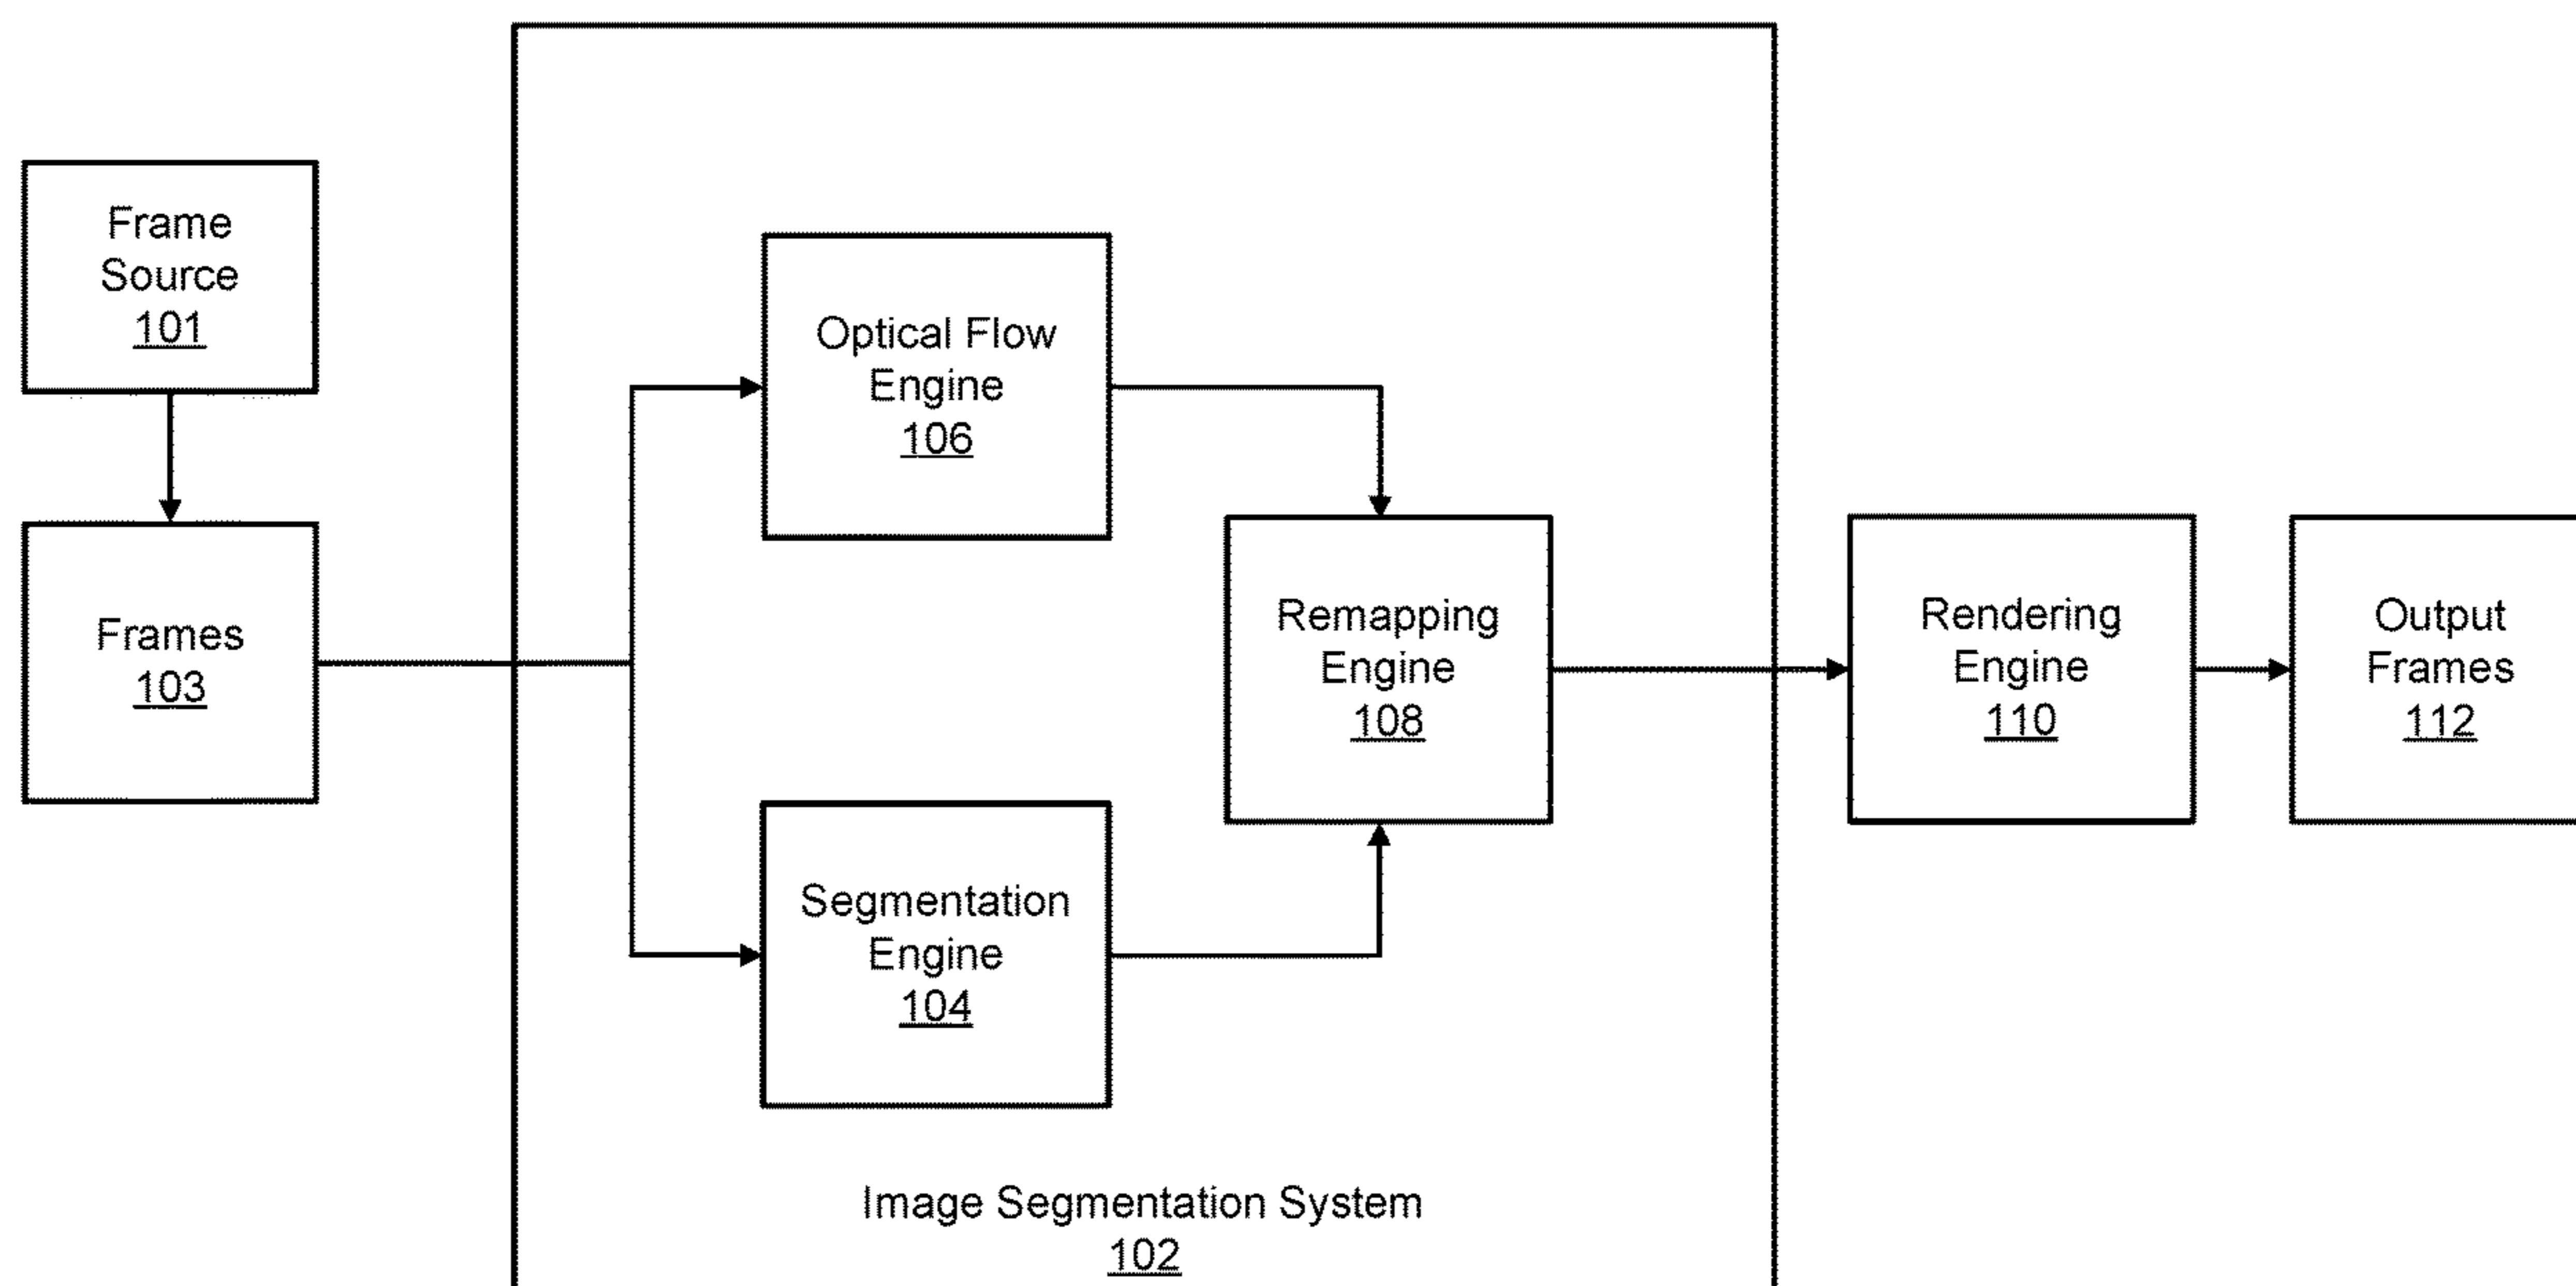 Frame
Source
101
Frames
103
Optical Flow
Engine
106
Segmentation
Engine
104
Remapping
Engine
108
Image Segmentation System
102
Rendering
Engine
110
Output
Frames
112